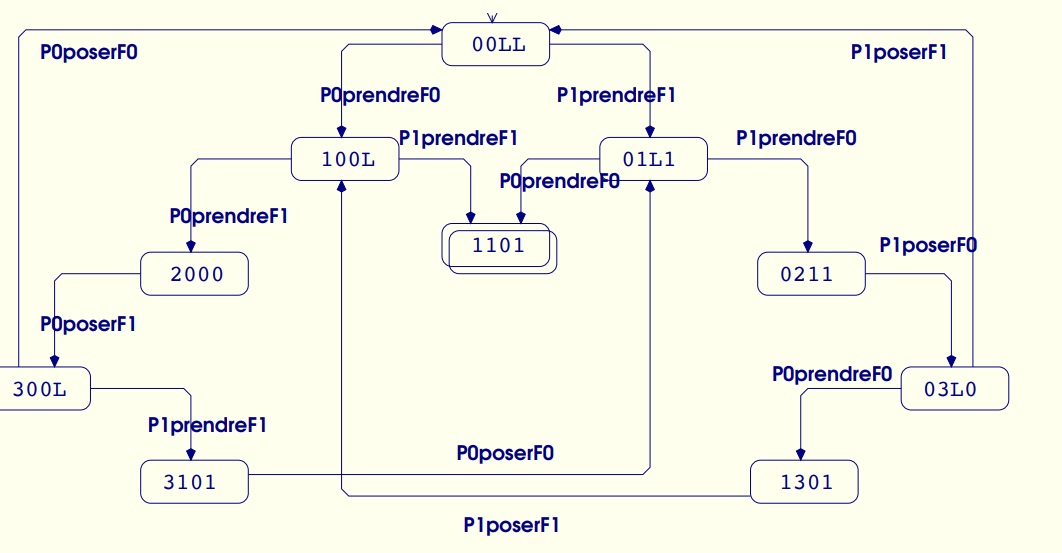 00LL
P0poserF0
P1poserF1
P0prendreF0
P1prendreF1
P1prendreF1
P1prendreF0
100L
01L1
P0prendreF0
P0prendreF1
1101
P1poserF0
2000
0211
P0poserF1
P0prendreF0
300L
03L0
P1prendreF1
P0poserF0
3101
1301
P1poserF1